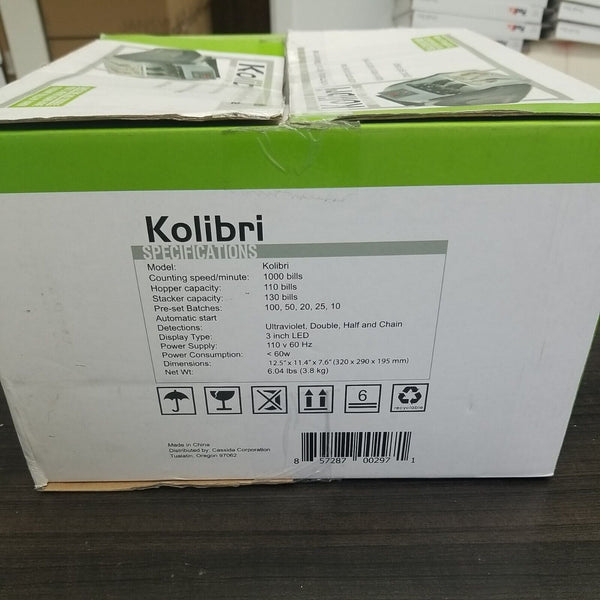 Kolibri
SPECIFICATIONS
Model: Kolibri
Counting speed/minute: 1000 bills
Hopper capacity: 110 bills
Stacker capacity: 130 bills
Pre-set Batches: 100, 50, 20, 25, 10
Automatic start
Detections: Ultraviolet, Double, Half and Chain
Display Type: 3 inch LED
Power Supply: 110 v 60 Hz
Power Consumption: < 60w
Dimensions: 12.5" x 11.4" x 7.6" (320 x 290 x 195 mm)
Net Wt: 6.04 lbs (3.8 kg)
6
recyclable
Made in China
Distributed by: Cassida Corporation
Tualatin, Oregon 97062
8 57287 00297 1